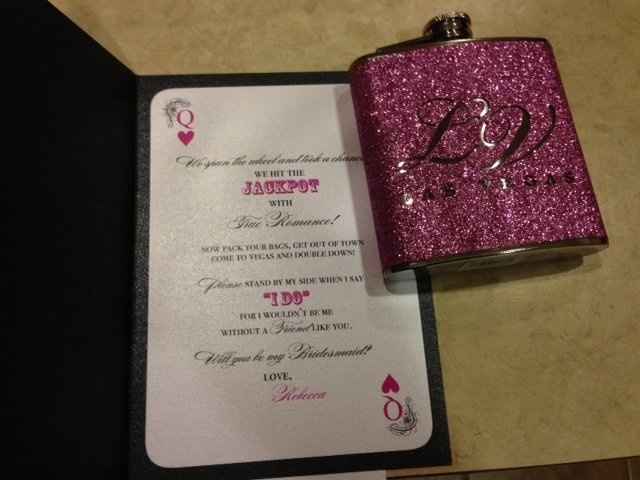 Q
We spun the wheel and took a chance
WE HIT THE
JACKPOT
WITH
True Romance!
NOW PACK YOUR BAGS, GET OUT OF TOWN
COME TO VEGAS AND DOUBLE DOWN!
Please STAND BY MY SIDE WHEN I SAY
"I DO"
FOR I WOULDN'T BE ME
WITHOUT A Friend LIKE YOU.
Will you be my Bridesmaid?
LOVE,
Rebecca
Q
LV
LAS VEGAS